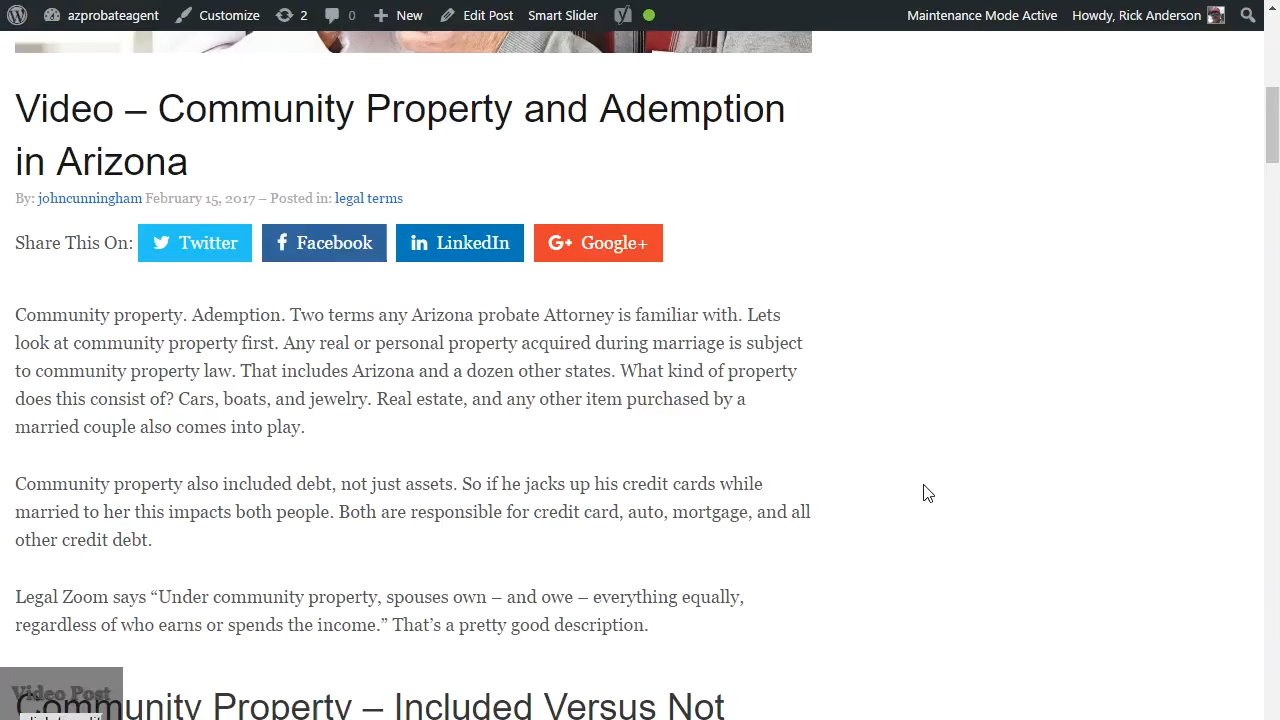 azprobateagent Customize 2 0 New Edit Post Smart Slider Maintenance Mode Active Howdy, Rick Anderson
Video – Community Property and Ademption
in Arizona
By: johncunningham February 15, 2017 – Posted in: legal terms
Share This On: Twitter Facebook LinkedIn Google+
Community property. Ademption. Two terms any Arizona probate Attorney is familiar with. Lets
look at community property first. Any real or personal property acquired during marriage is subject
to community property law. That includes Arizona and a dozen other states. What kind of property
does this consist of? Cars, boats, and jewelry. Real estate, and any other item purchased by a
married couple also comes into play.
Community property also included debt, not just assets. So if he jacks up his credit cards while
married to her this impacts both people. Both are responsible for credit card, auto, mortgage, and all
other credit debt.
Legal Zoom says “Under community property, spouses own – and owe – everything equally,
regardless of who earns or spends the income.” That’s a pretty good description.
Video Post
Community Property – Included Versus Not